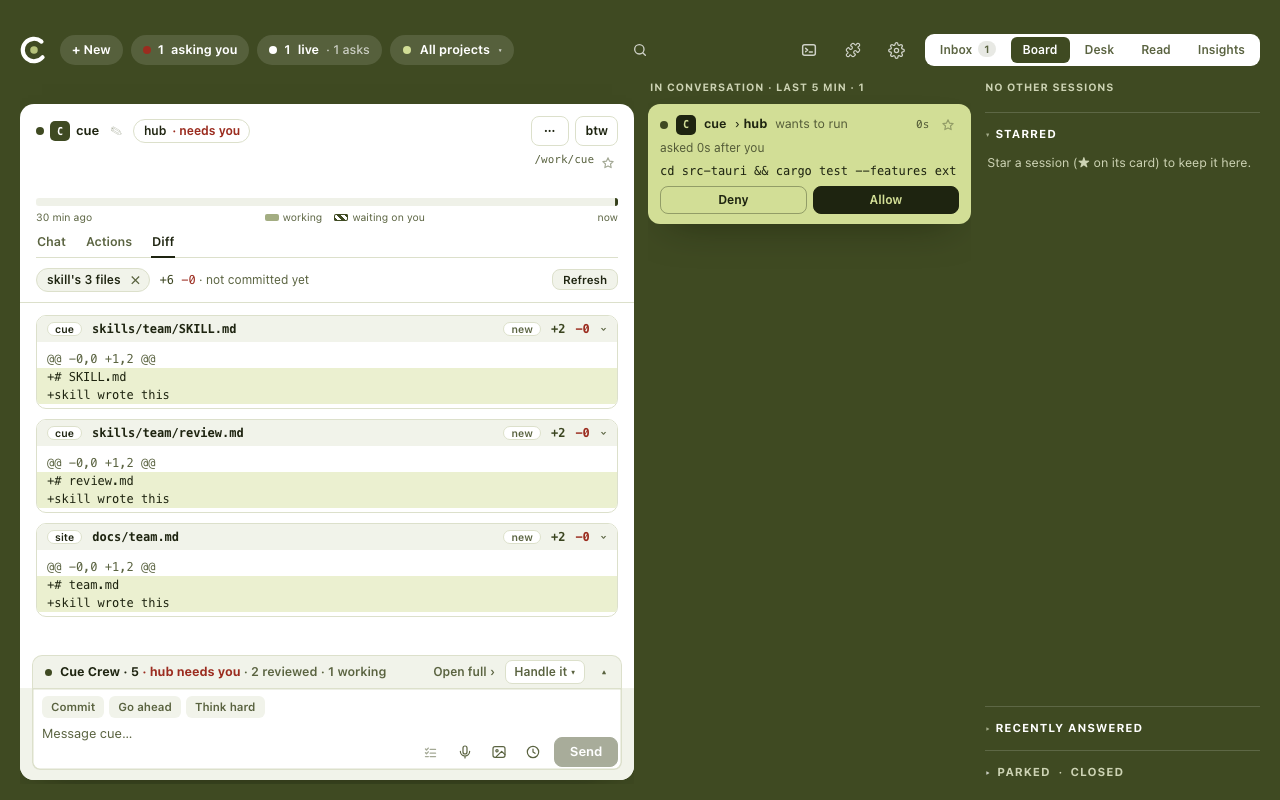 + New
1 asking you
1 live · 1 asks
All projects
Inbox 1
Board
Desk
Read
Insights
IN CONVERSATION · LAST 5 MIN · 1
NO OTHER SESSIONS
C cue
hub · needs you
···
btw
/work/cue
30 min ago
working
waiting on you
now
Chat
Actions
Diff
skill's 3 files ×
+6 −0 · not committed yet
Refresh
cue skills/team/SKILL.md new +2 −0
@@ −0,0 +1,2 @@
+# SKILL.md
+skill wrote this
cue skills/team/review.md new +2 −0
@@ −0,0 +1,2 @@
+# review.md
+skill wrote this
site docs/team.md new +2 −0
@@ −0,0 +1,2 @@
+# team.md
+skill wrote this
Cue Crew · 5 · hub needs you · 2 reviewed · 1 working
Open full ›
Handle it
Commit
Go ahead
Think hard
Message cue…
Send
C cue › hub wants to run 0s
asked 0s after you
cd src-tauri && cargo test --features ext
Deny
Allow
STARRED
Star a session (★ on its card) to keep it here.
RECENTLY ANSWERED
PARKED · CLOSED